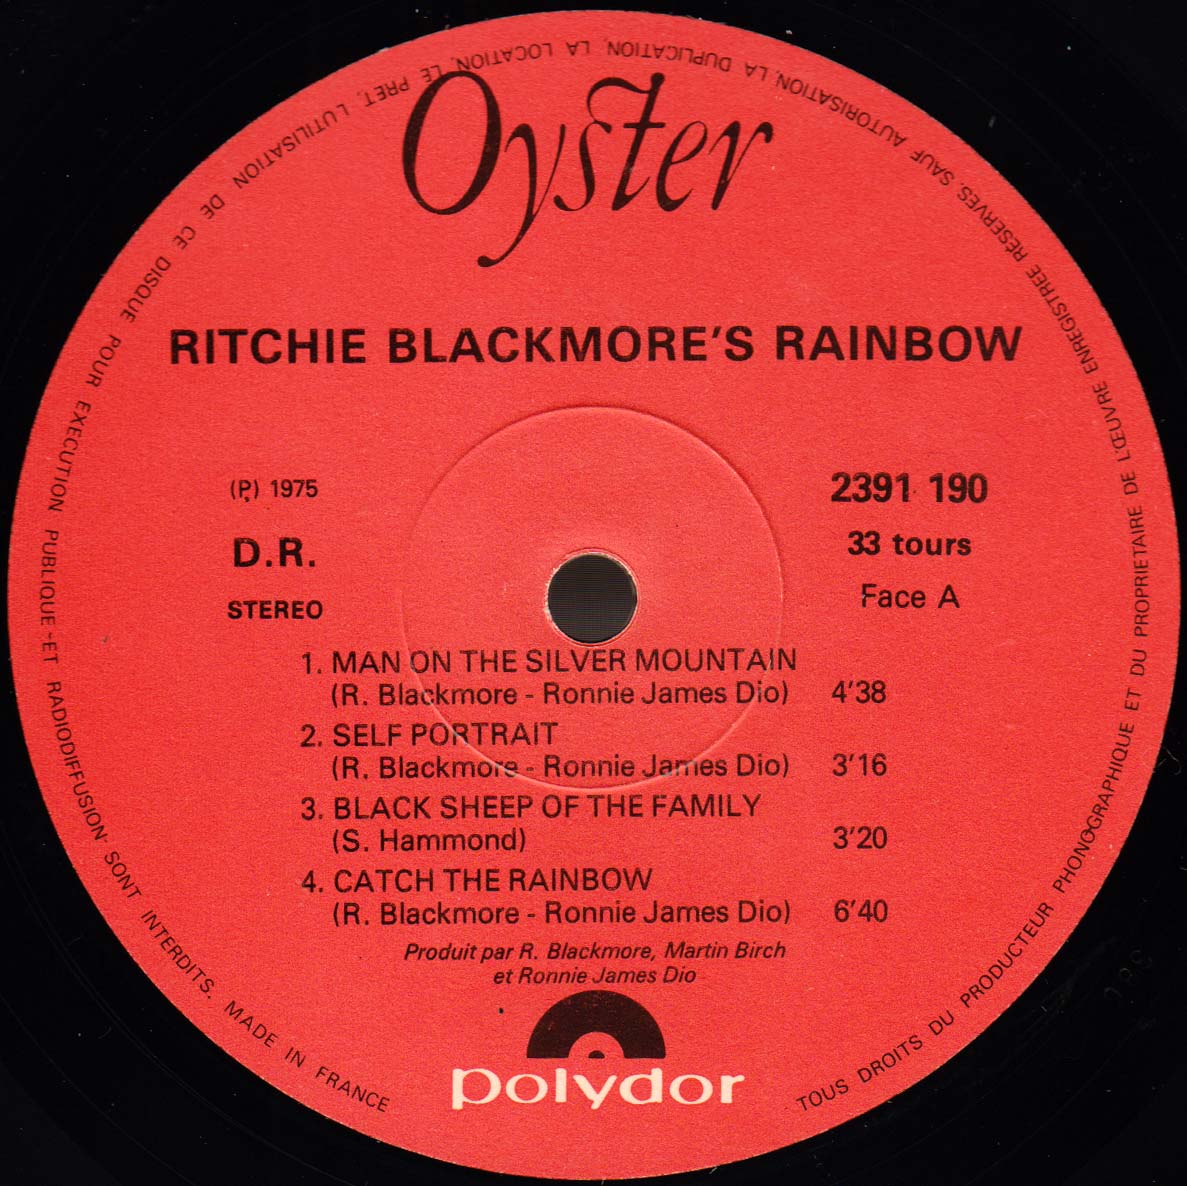 Oyster
RITCHIE BLACKMORE'S RAINBOW
(P) 1975
D.R.
STEREO
2391 190
33 tours
Face A
1. MAN ON THE SILVER MOUNTAIN
(R. Blackmore - Ronnie James Dio) 4'38
2. SELF PORTRAIT
(R. Blackmore - Ronnie James Dio) 3'16
3. BLACK SHEEP OF THE FAMILY
(S. Hammond) 3'20
4. CATCH THE RAINBOW
(R. Blackmore - Ronnie James Dio) 6'40
Produit par R. Blackmore, Martin Birch
et Ronnie James Dio
polydor
TOUS DROITS DU PRODUCTEUR PHONOGRAPHIQUE ET DU PROPRIETAIRE DE L'ŒUVRE ENREGISTREE RÉSERVES. SAUF AUTORISATION, LA DUPLICATION, LA LOCATION, LE PRET, L'UTILISATION DE CE DISQUE POUR EXECUTION PUBLIQUE ET RADIODIFFUSION SONT INTERDITS. MADE IN FRANCE